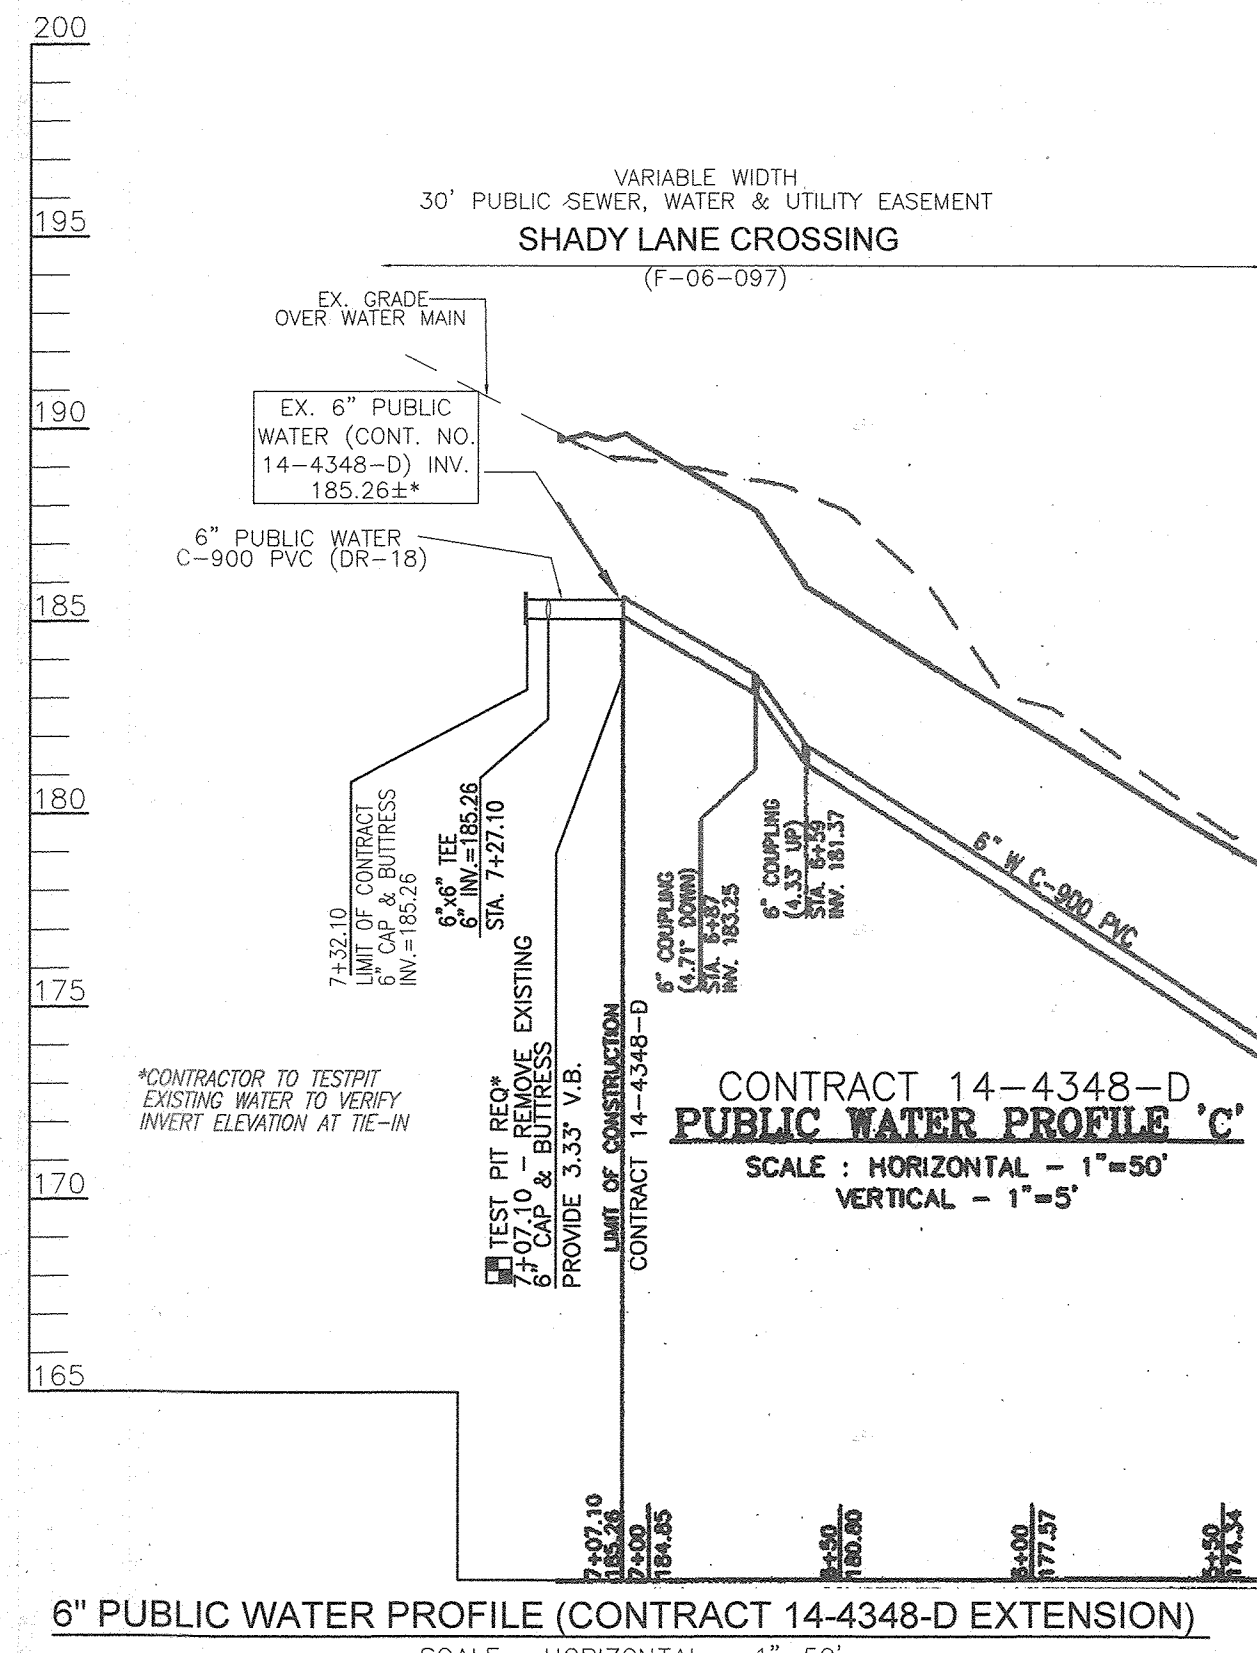 200
195
190
185
180
175
170
165
VARIABLE WIDTH
30' PUBLIC SEWER, WATER & UTILITY EASEMENT
SHADY LANE CROSSING
(F-06-097)
EX. GRADE
OVER WATER MAIN
EX. 6" PUBLIC
WATER (CONT. NO.
14-4348-D) INV.
185.26±*
6" PUBLIC WATER
C-900 PVC (DR-18)
7+32.10
LIMIT OF CONTRACT
6" CAP & BUTTRESS
INV.=185.26
6"x6" TEE
6" INV.=185.26
STA. 7+27.10
TEST PIT REQ*
7+07.10 - REMOVE EXISTING
6" CAP & BUTTRESS
PROVIDE 3.33° V.B.
LIMIT OF CONSTRUCTION
CONTRACT 14-4348-D
6" COUPLING
(4.71° DOWN)
STA. 6+87
INV. 183.25
6" COUPLING
(4.33° UP)
STA. 6+59
INV. 181.37
6" W C-900 PVC
*CONTRACTOR TO TESTPIT
EXISTING WATER TO VERIFY
INVERT ELEVATION AT TIE-IN
CONTRACT 14-4348-D
PUBLIC WATER PROFILE 'C'
SCALE : HORIZONTAL - 1"=50'
VERTICAL - 1"=5'
7+07.10
185.26
7+00
184.85
6+50
180.80
6+00
177.57
5+50
174.34
6" PUBLIC WATER PROFILE (CONTRACT 14-4348-D EXTENSION)